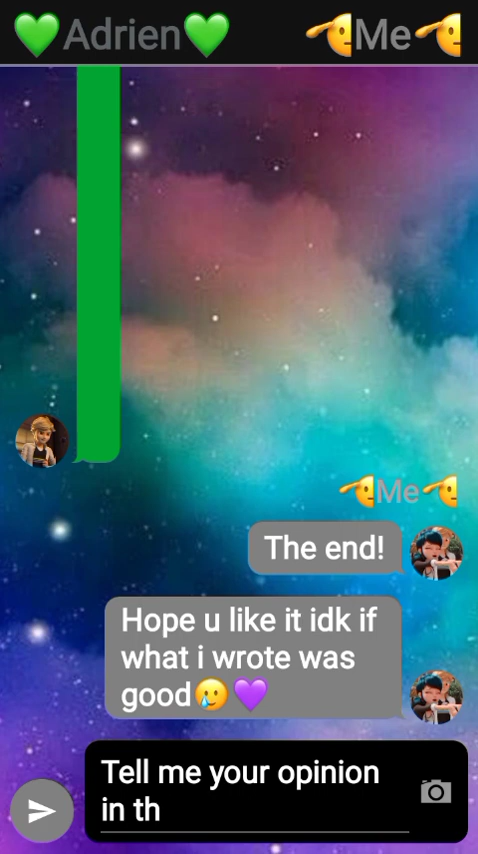 💚Adrien💚 🫡Me🫡
🫡Me🫡
The end!
Hope u like it idk if
what i wrote was
good🥲💜
Tell me your opinion
in th